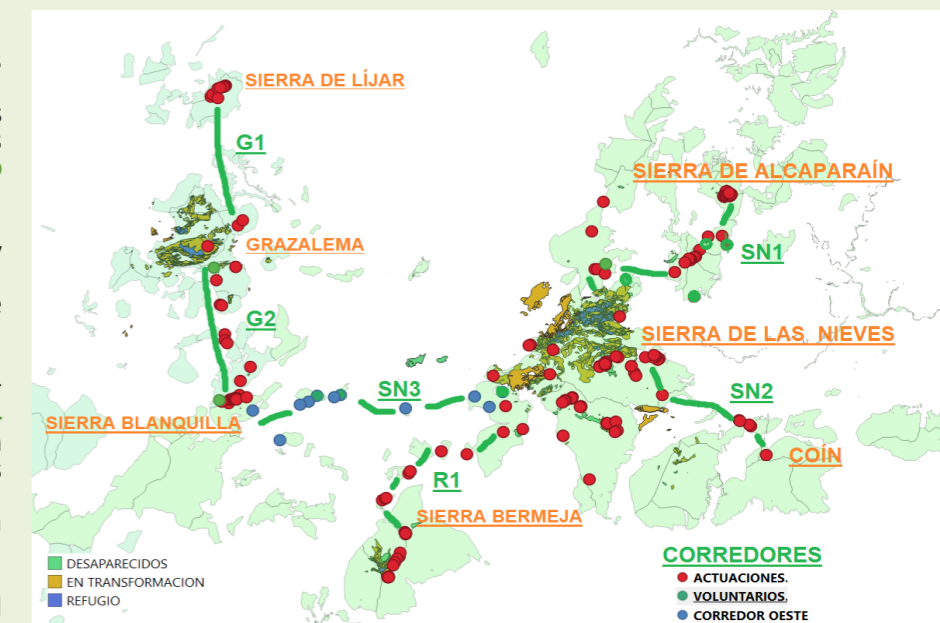 SIERRA DE LÍJAR
G1
SIERRA DE ALCAPARAÍN
GRAZALEMA
SN1
G2
SIERRA DE LAS NIEVES
SN3
SN2
SIERRA BLANQUILLA
COÍN
R1
SIERRA BERMEJA
DESAPARECIDOS
EN TRANSFORMACION
REFUGIO
CORREDORES
ACTUACIONES.
VOLUNTARIOS.
CORREDOR OESTE